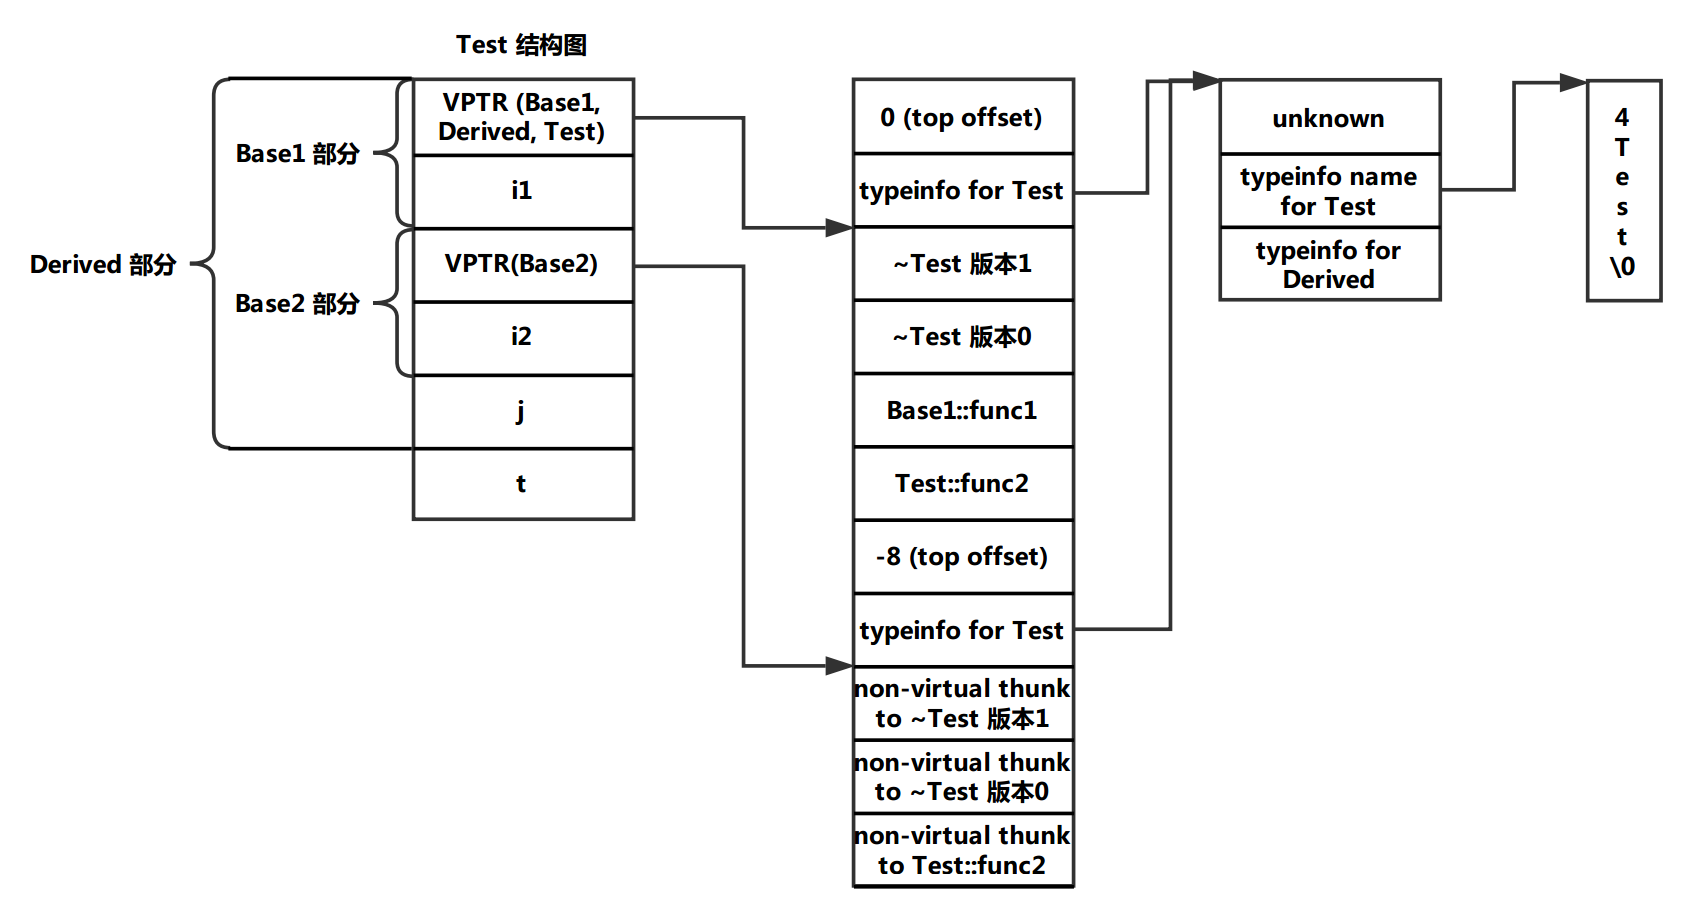 Test 结构图
VPTR (Base1,
Derived, Test)
i1
VPTR(Base2)
i2
j
t
Base1 部分
Base2 部分
Derived 部分
0 (top offset)
typeinfo for Test
~Test 版本1
~Test 版本0
Base1::func1
Test::func2
-8 (top offset)
typeinfo for Test
non-virtual thunk
to ~Test 版本1
non-virtual thunk
to ~Test 版本0
non-virtual thunk
to Test::func2
unknown
typeinfo name
for Test
typeinfo for
Derived
4
T
e
s
t
\0